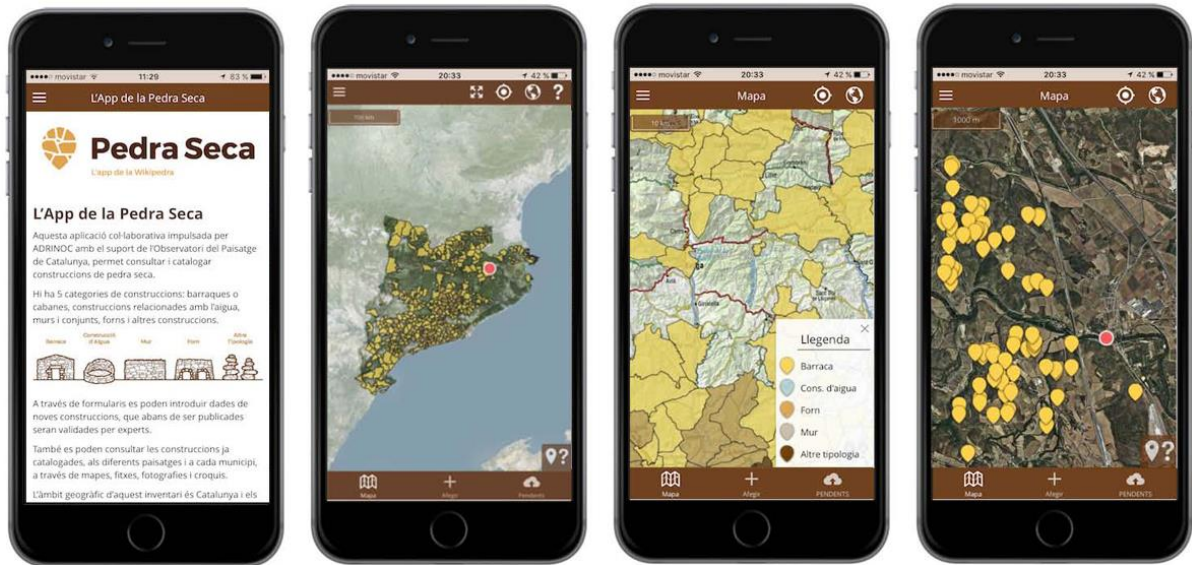 movistar
11:29
83 %
L'App de la Pedra Seca
Pedra Seca
L'app de la Wikipedra
L'App de la Pedra Seca
Aquesta aplicació col·laborativa impulsada per
ADRINOC amb el suport de l'Observatori del Paisatge
de Catalunya, permet consultar i catalogar
construccions de pedra seca.
Hi ha 5 categories de construccions: barraques o
cabanes, construccions relacionades amb l'aigua,
murs i conjunts, forns i altres construccions.
Barraca
Construcció
d'Aigua
Mur
Forn
Altre
Tipologia
A través de formularis es poden introduir dades de
noves construccions, que abans de ser publicades
seran validades per experts.
També es poden consultar les construccions ja
catalogades, als diferents paisatges i a cada municipi,
a través de mapes, fitxes, fotografies i croquis.
L'àmbit geogràfic d'aquest inventari és Catalunya i els
movistar
20:33
42 %
?
100 km
?
Mapa
Afegir
Pendents
movistar
20:33
42 %
Mapa
10 km
Gironella
Llegenda
Barraca
Cons. d'aigua
Forn
Mur
Altre tipologia
Mapa
Afegir
PENDENTS
movistar
20:33
42 %
Mapa
3000 m
?
Mapa
Afegir
PENDENTS